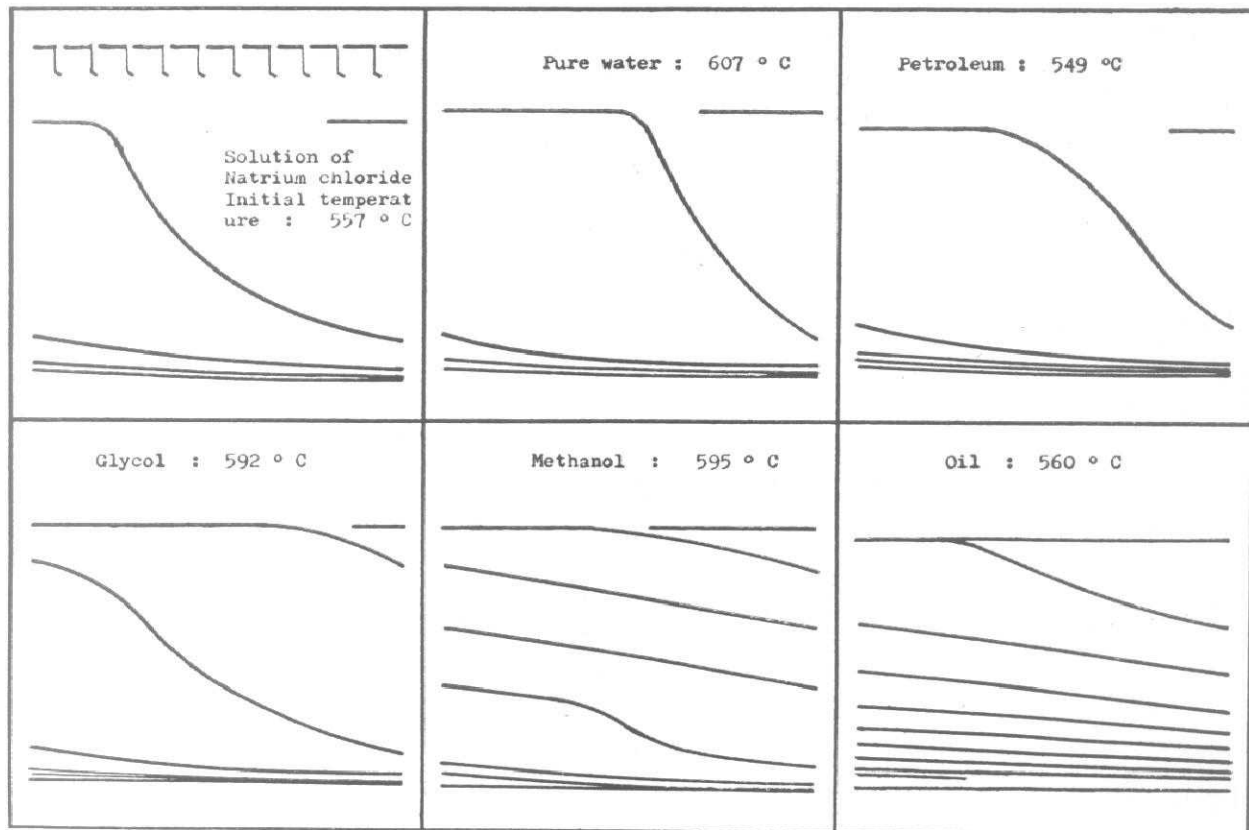 Solution of
Natrium chloride
Initial temperat
ure : 557 ° C
Pure water : 607 ° C
Petroleum : 549 °C
Glycol : 592 ° C
Methanol : 595 ° C
Oil : 560 ° C